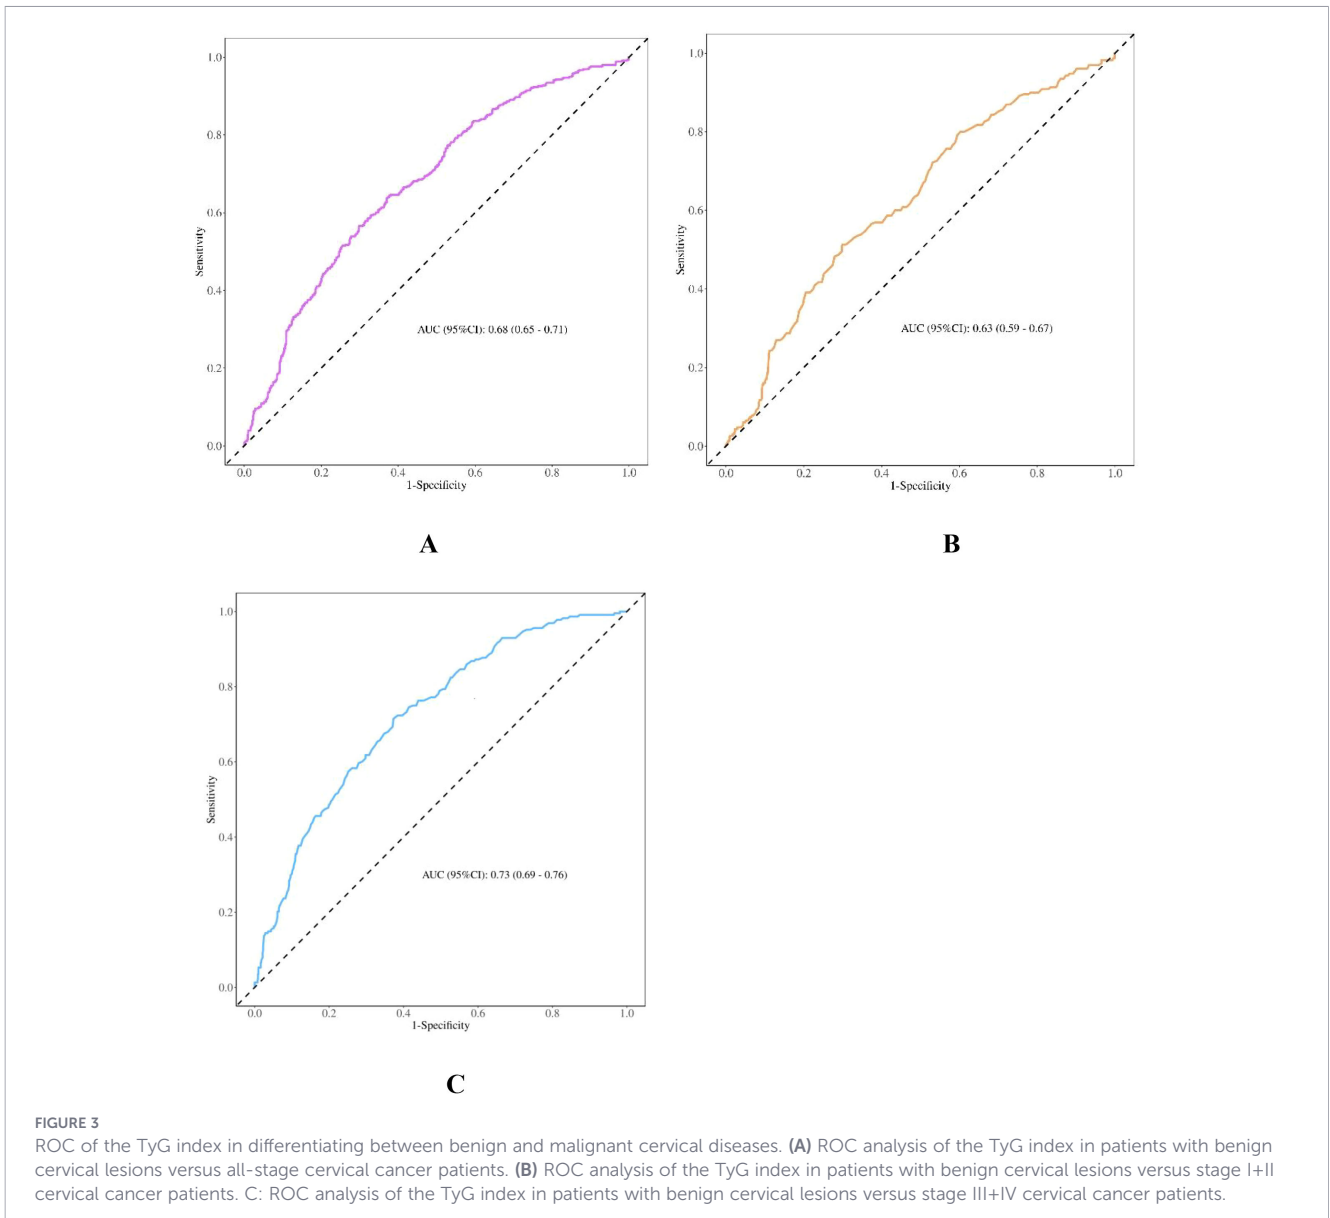 1.0
0.8
0.6
0.4
0.2
0.0
Sensitivity
AUC (95%CI): 0.68 (0.65 - 0.71)
0.0 0.2 0.4 0.6 0.8 1.0
1-Specificity
A
1.0
0.8
0.6
0.4
0.2
0.0
Sensitivity
AUC (95%CI): 0.63 (0.59 - 0.67)
0.0 0.2 0.4 0.6 0.8 1.0
1-Specificity
B
1.0
0.8
0.6
0.4
0.2
0.0
Sensitivity
AUC (95%CI): 0.73 (0.69 - 0.76)
0.0 0.2 0.4 0.6 0.8 1.0
1-Specificity
C
FIGURE 3
ROC of the TyG index in differentiating between benign and malignant cervical diseases. (A) ROC analysis of the TyG index in patients with benign
cervical lesions versus all-stage cervical cancer patients. (B) ROC analysis of the TyG index in patients with benign cervical lesions versus stage I+II
cervical cancer patients. C: ROC analysis of the TyG index in patients with benign cervical lesions versus stage III+IV cervical cancer patients.